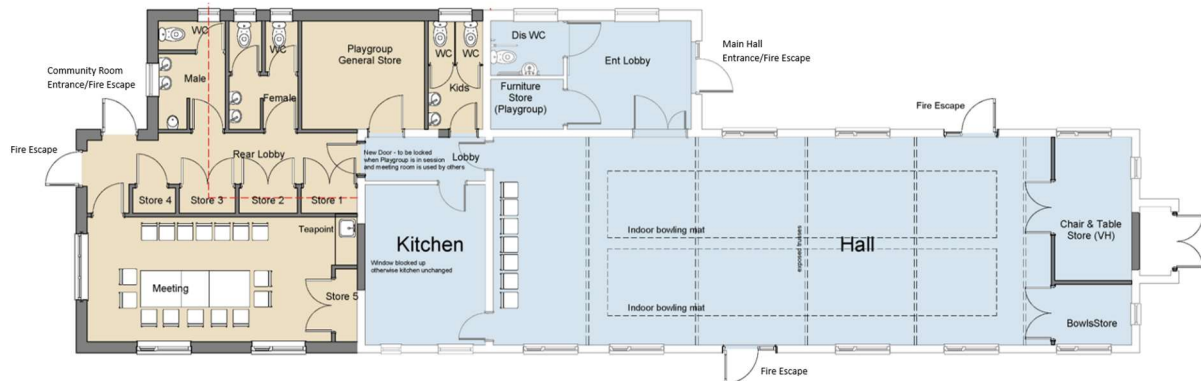 WC
WC
WC
WC
Dis WC
Playgroup
General Store
Ent Lobby
Main Hall
Entrance/Fire Escape
Community Room
Entrance/Fire Escape
Male
Female
Kids
Furniture
Store
(Playgroup)
Fire Escape
Fire Escape
Rear Lobby
New Door - to be locked
when Playgroup is in session
and meeting room is used by others
Lobby
Store 4
Store 3
Store 2
Store 1
Teapoint
Kitchen
Window blocked up
otherwise kitchen unchanged
Indoor bowling mat
exposed trusses
Hall
Chair & Table
Store (VH)
Meeting
Store 5
Indoor bowling mat
BowlsStore
Fire Escape